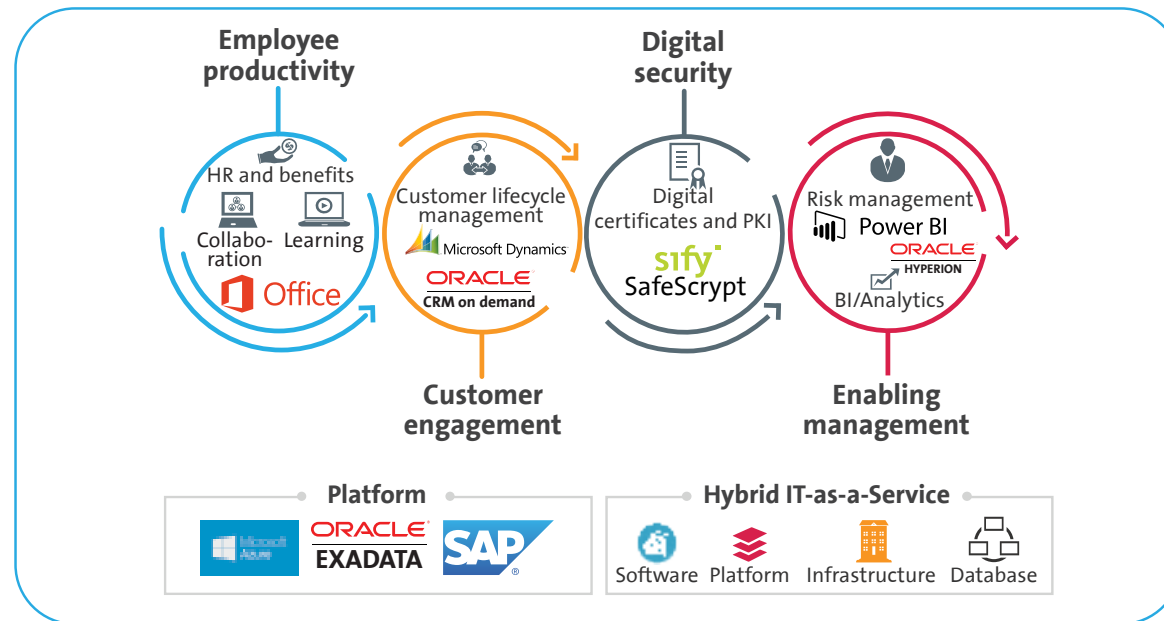 Employee
productivity
Digital
security
HR and benefits
Collabo-
ration
Learning
Office
Customer lifecycle
management
Microsoft Dynamics
ORACLE
CRM on demand
Digital
certificates and PKI
sify
SafeScrypt
Risk management
Power BI
ORACLE
HYPERION
BI/Analytics
Customer
engagement
Enabling
management
Platform
Microsoft
Azure
ORACLE
EXADATA
SAP
Hybrid IT-as-a-Service
Software
Platform
Infrastructure
Database